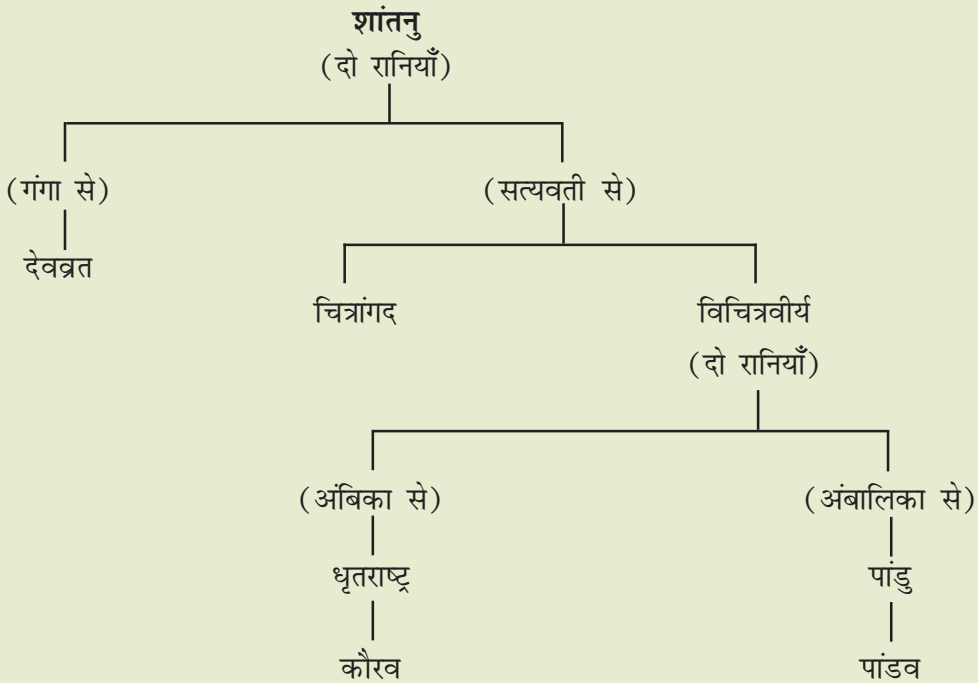 शांतनु
(दो रानियाँ)
(गंगा से)
(सत्यवती से)
देवव्रत
चित्रांगद
विचित्रवीर्य
(दो रानियाँ)
(अंबिका से)
(अंबालिका से)
धृतराष्ट्र
पांडु
कौरव
पांडव